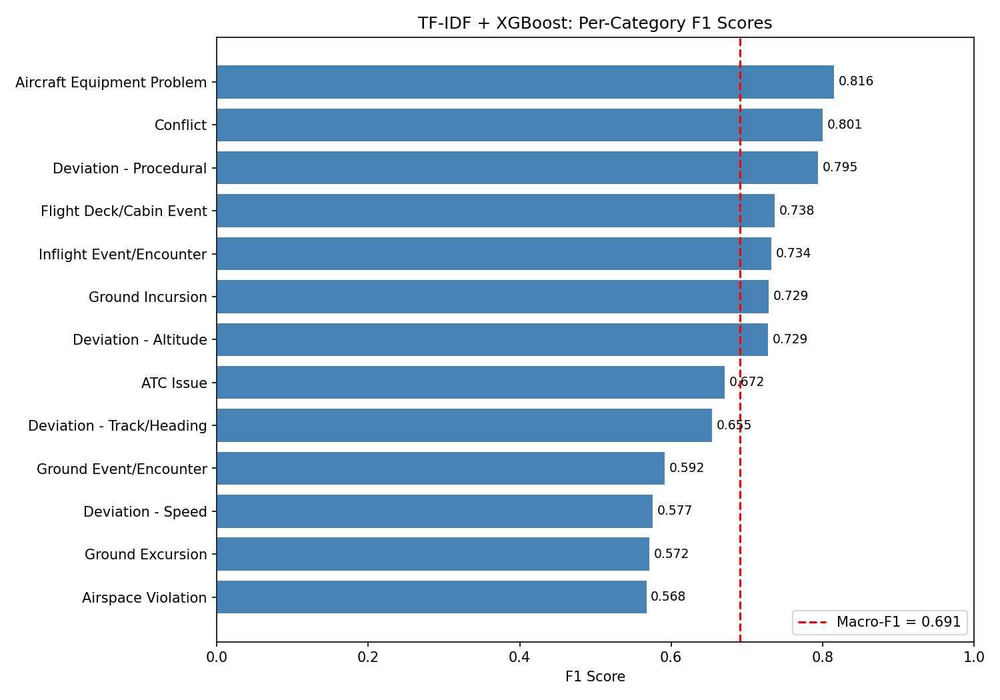 TF-IDF + XGBoost: Per-Category F1 Scores
Aircraft Equipment Problem 0.816
Conflict 0.801
Deviation - Procedural 0.795
Flight Deck/Cabin Event 0.738
Inflight Event/Encounter 0.734
Ground Incursion 0.729
Deviation - Altitude 0.729
ATC Issue 0.672
Deviation - Track/Heading 0.655
Ground Event/Encounter 0.592
Deviation - Speed 0.577
Ground Excursion 0.572
Airspace Violation 0.568
Macro-F1 = 0.691
0.0 0.2 0.4 0.6 0.8 1.0
F1 Score